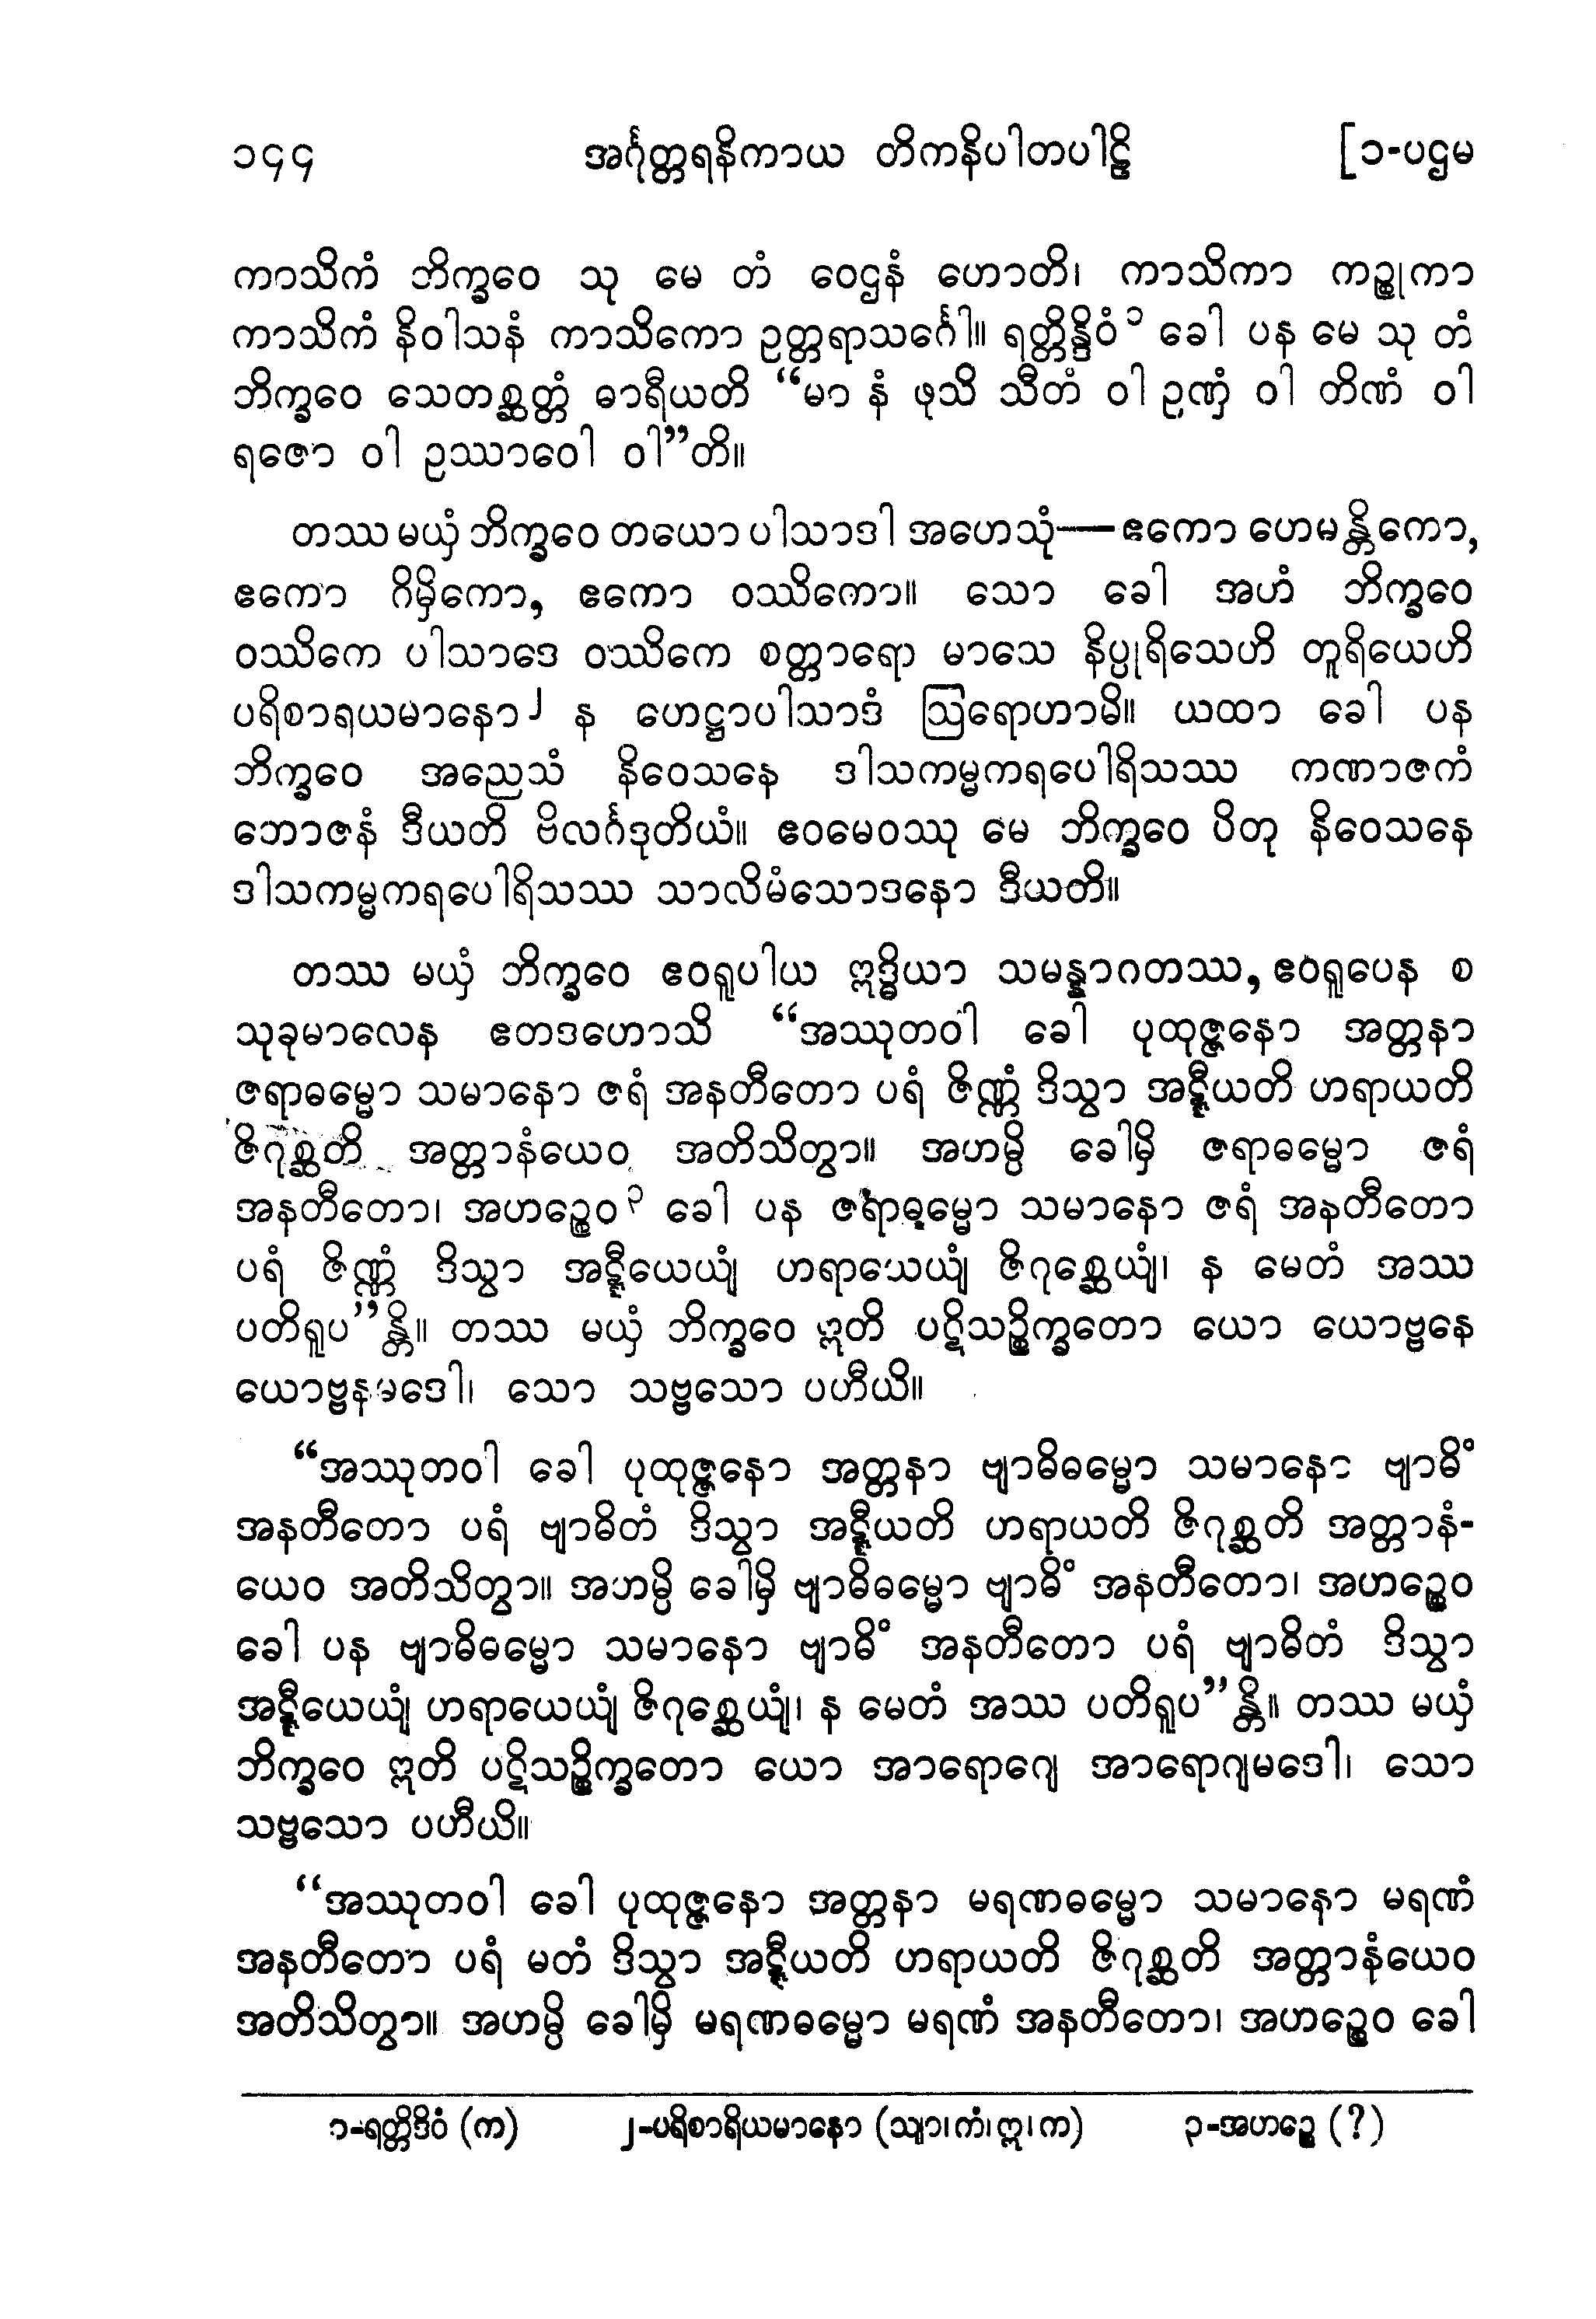 ၁၄၄ အင်္ဂုတ္တရနိကာယ တိကနိပါတပါဠိ [၁-ပဌမ
ကာသိကံ ဘိက္ခဝေ သု မေ တံ ဝေဌနံ ဟောတိ၊ ကာသိကာ ကဉ္စုကာ
ကာသိကံ နိဝါသနံ ကာသိကော ဥတ္တရာသင်္ဂေါ။ ရတ္တိန္ဒိဝံ၁ ခေါ ပန မေ သု တံ
ဘိက္ခဝေ သေတစ္ဆတ္တံ ဓာရီယတိ “မာ နံ ဖုသိ သီတံ ဝါ ဥဏှံ ဝါ တိဏံ ဝါ
ရဇော ဝါ ဥဿာဝေါ ဝါ”တိ။
တဿ မယှံ ဘိက္ခဝေ တယော ပါသာဒါ အဟေသုံ—ဧကော ဟေမန္တိကော,
ဧကော ဂိမှိကော, ဧကော ဝဿိကော။ သော ခေါ အဟံ ဘိက္ခဝေ
ဝဿိကေ ပါသာဒေ ဝဿိကေ စတ္တာရော မာသေ နိပ္ပုရိသေဟိ တူရိယေဟိ
ပရိစာရယမာနော၂ န ဟေဋ္ဌာပါသာဒံ ဩရောဟာမိ။ ယထာ ခေါ ပန
ဘိက္ခဝေ အညေသံ နိဝေသနေ ဒါသကမ္မကရပေါရိသဿ ကဏာဇကံ
ဘောဇနံ ဒီယတိ ဗိလင်္ဂဒုတိယံ။ ဧဝမေဝဿု မေ ဘိက္ခဝေ ပိတု နိဝေသနေ
ဒါသကမ္မကရပေါရိသဿ သာလိမံသောဒနော ဒီယတိ။
တဿ မယှံ ဘိက္ခဝေ ဧဝရူပါယ ဣဒ္ဓိယာ သမန္နာဂတဿ, ဧဝရူပေန စ
သုခုမာလေန ဧတဒဟောသိ “အဿုတဝါ ခေါ ပုထုဇ္ဇနော အတ္တနာ
ဇရာဓမ္မော သမာနော ဇရံ အနတီတော ပရံ ဇိဏ္ဏံ ဒိသွာ အဋ္ဋီယတိ ဟရာယတိ
ဇိဂုစ္ဆတိ အတ္တာနံယေဝ အတိသိတွာ။ အဟမ္ပိ ခေါမှိ ဇရာဓမ္မော ဇရံ
အနတီတော၊ အဟဉ္စေဝ၃ ခေါ ပန ဇရာဓမ္မော သမာနော ဇရံ အနတီတော
ပရံ ဇိဏ္ဏံ ဒိသွာ အဋ္ဋီယေယျံ ဟရာယေယျံ ဇိဂုစ္ဆေယျံ၊ န မေတံ အဿ
ပတိရူပ”န္တိ။ တဿ မယှံ ဘိက္ခဝေ ဣတိ ပဋိသဉ္စိက္ခတော ယော ယောဗ္ဗနေ
ယောဗ္ဗနမဒေါ၊ သော သဗ္ဗသော ပဟီယိ။
“အဿုတဝါ ခေါ ပုထုဇ္ဇနော အတ္တနာ ဗျာဓိဓမ္မော သမာနော ဗျာဓိံ
အနတီတော ပရံ ဗျာဓိတံ ဒိသွာ အဋ္ဋီယတိ ဟရာယတိ ဇိဂုစ္ဆတိ အတ္တာနံ-
ယေဝ အတိသိတွာ။ အဟမ္ပိ ခေါမှိ ဗျာဓိဓမ္မော ဗျာဓိံ အနတီတော၊ အဟဉ္စေဝ
ခေါ ပန ဗျာဓိဓမ္မော သမာနော ဗျာဓိံ အနတီတော ပရံ ဗျာဓိတံ ဒိသွာ
အဋ္ဋီယေယျံ ဟရာယေယျံ ဇိဂုစ္ဆေယျံ၊ န မေတံ အဿ ပတိရူပ”န္တိ။ တဿ မယှံ
ဘိက္ခဝေ ဣတိ ပဋိသဉ္စိက္ခတော ယော အာရောဂျေ အာရောဂျမဒေါ၊ သော
သဗ္ဗသော ပဟီယိ။
“အဿုတဝါ ခေါ ပုထုဇ္ဇနော အတ္တနာ မရဏဓမ္မော သမာနော မရဏံ
အနတီတော ပရံ မတံ ဒိသွာ အဋ္ဋီယတိ ဟရာယတိ ဇိဂုစ္ဆတိ အတ္တာနံယေဝ
အတိသိတွာ။ အဟမ္ပိ ခေါမှိ မရဏဓမ္မော မရဏံ အနတီတော၊ အဟဉ္စေဝ ခေါ
၁-ရတ္တိဒိဝံ (က) ၂-ပရိစာရိယမာနော (သျာ၊ကံ၊ဣ၊က) ၃-အဟဉ္စေ (?)